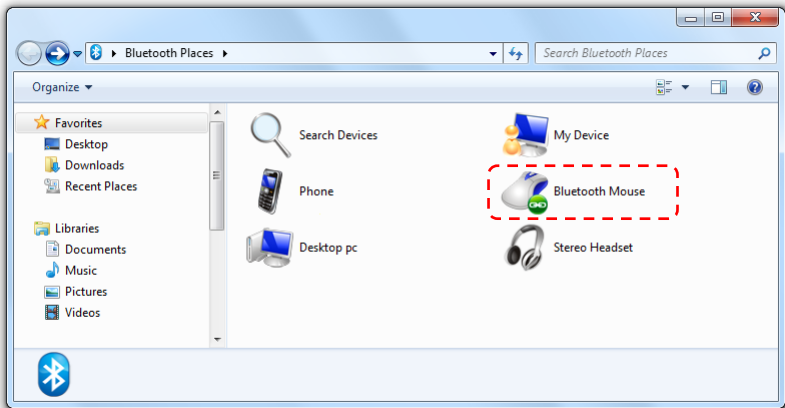 Bluetooth Places
Search Bluetooth Places
Organize
Favorites
Desktop
Downloads
Recent Places
Libraries
Documents
Music
Pictures
Videos
Search Devices
My Device
Phone
Bluetooth Mouse
Desktop pc
Stereo Headset